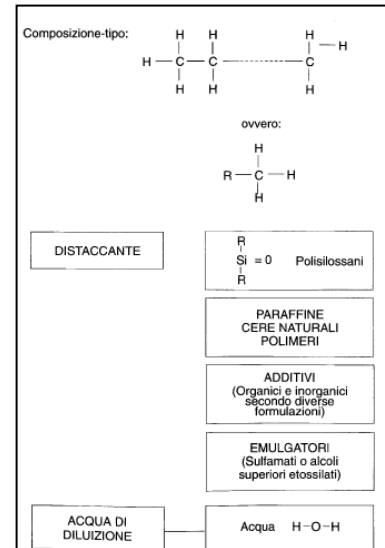 Composizione-tipo:
H H H
H—C—C--------C—H
H H H
ovvero:
H
R—C—H
H
DISTACCANTE
R
Si = 0 Polisilossani
R
PARAFFINE
CERE NATURALI
POLIMERI
ADDITIVI
(Organici e inorganici
secondo diverse
formulazioni)
EMULGATORI
(Sulfamati o alcoli
superiori etossilati)
ACQUA DI
DILUIZIONE
Acqua H-O-H